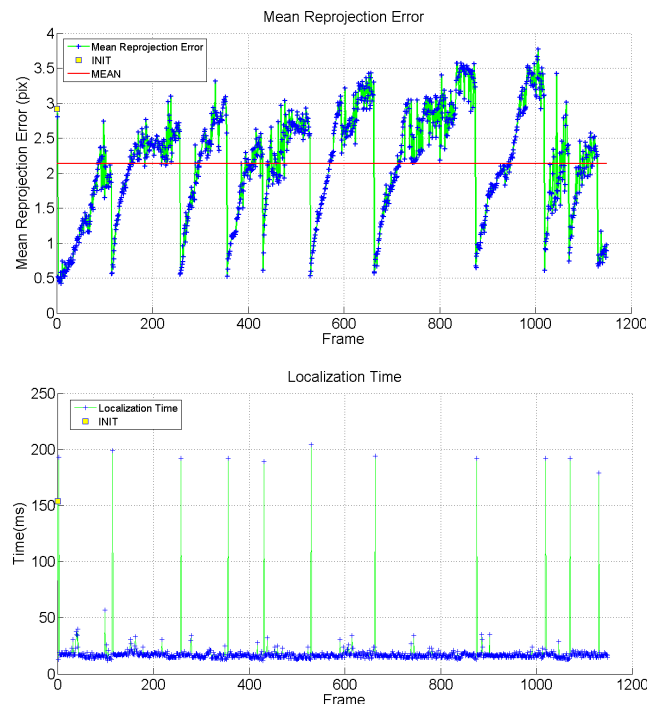 Mean Reprojection Error
4
3.5
3
2.5
2
1.5
1
0.5
0
Mean Reprojection Error (pix)
Mean Reprojection Error
INIT
MEAN
0 200 400 600 800 1000 1200
Frame
Localization Time
250
200
150
100
50
0
Time(ms)
Localization Time
INIT
0 200 400 600 800 1000 1200
Frame